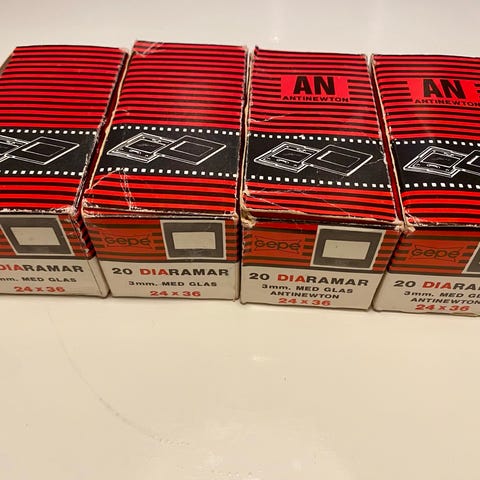 AN
ANTINEWTON
AN
ANTINEWTON
DIARAMAR
3mm. MED GLAS
24 x 36
gepe
20 DIARAMAR
3mm. MED GLAS
24 x 36
gepe
20 DIARAMAR
3mm. MED GLAS
ANTINEWTON
24 x 36
gepe
20 DIARAMAR
3mm. MED GLAS
ANTINEWTON
24 x 36